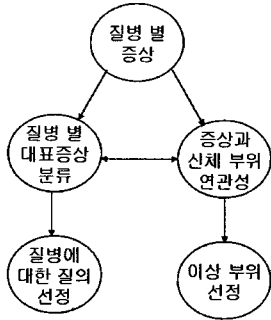 질병 별
증상
질병 별
대표증상
분류
증상과
신체 부위
연관성
질병에
대한 질의
선정
이상 부위
선정